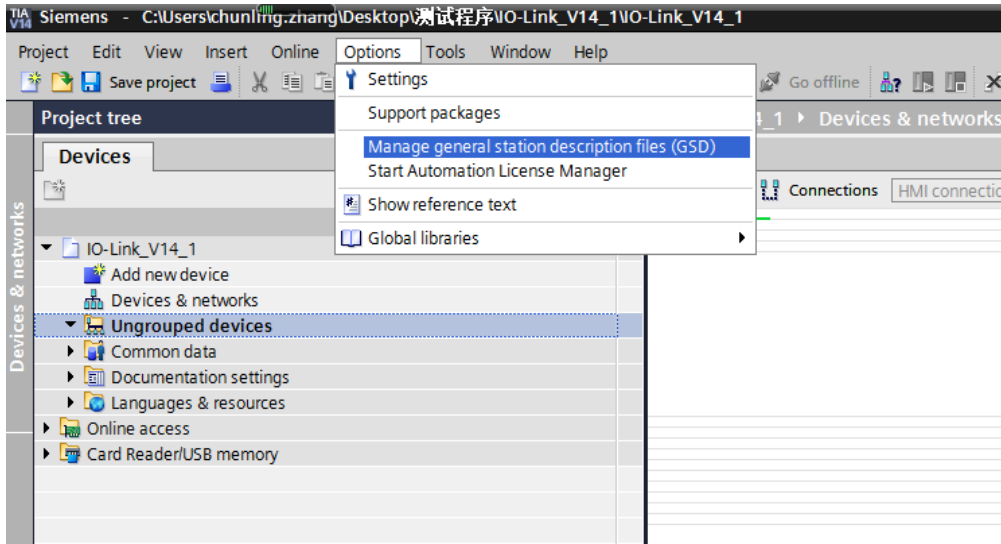 TIA V14 Siemens - C:\Users\chunling.zhang\Desktop\测试程序\IO-Link_V14_1\IO-Link_V14_1
Project Edit View Insert Online Options Tools Window Help
Save project Go offline
Settings
Support packages
Manage general station description files (GSD)
Start Automation License Manager
Show reference text
Global libraries
Project tree
Devices
Devices & networks
IO-Link_V14_1
Add new device
Devices & networks
Ungrouped devices
Common data
Documentation settings
Languages & resources
Online access
Card Reader/USB memory
_1 Devices & networks
Connections HMI connectio